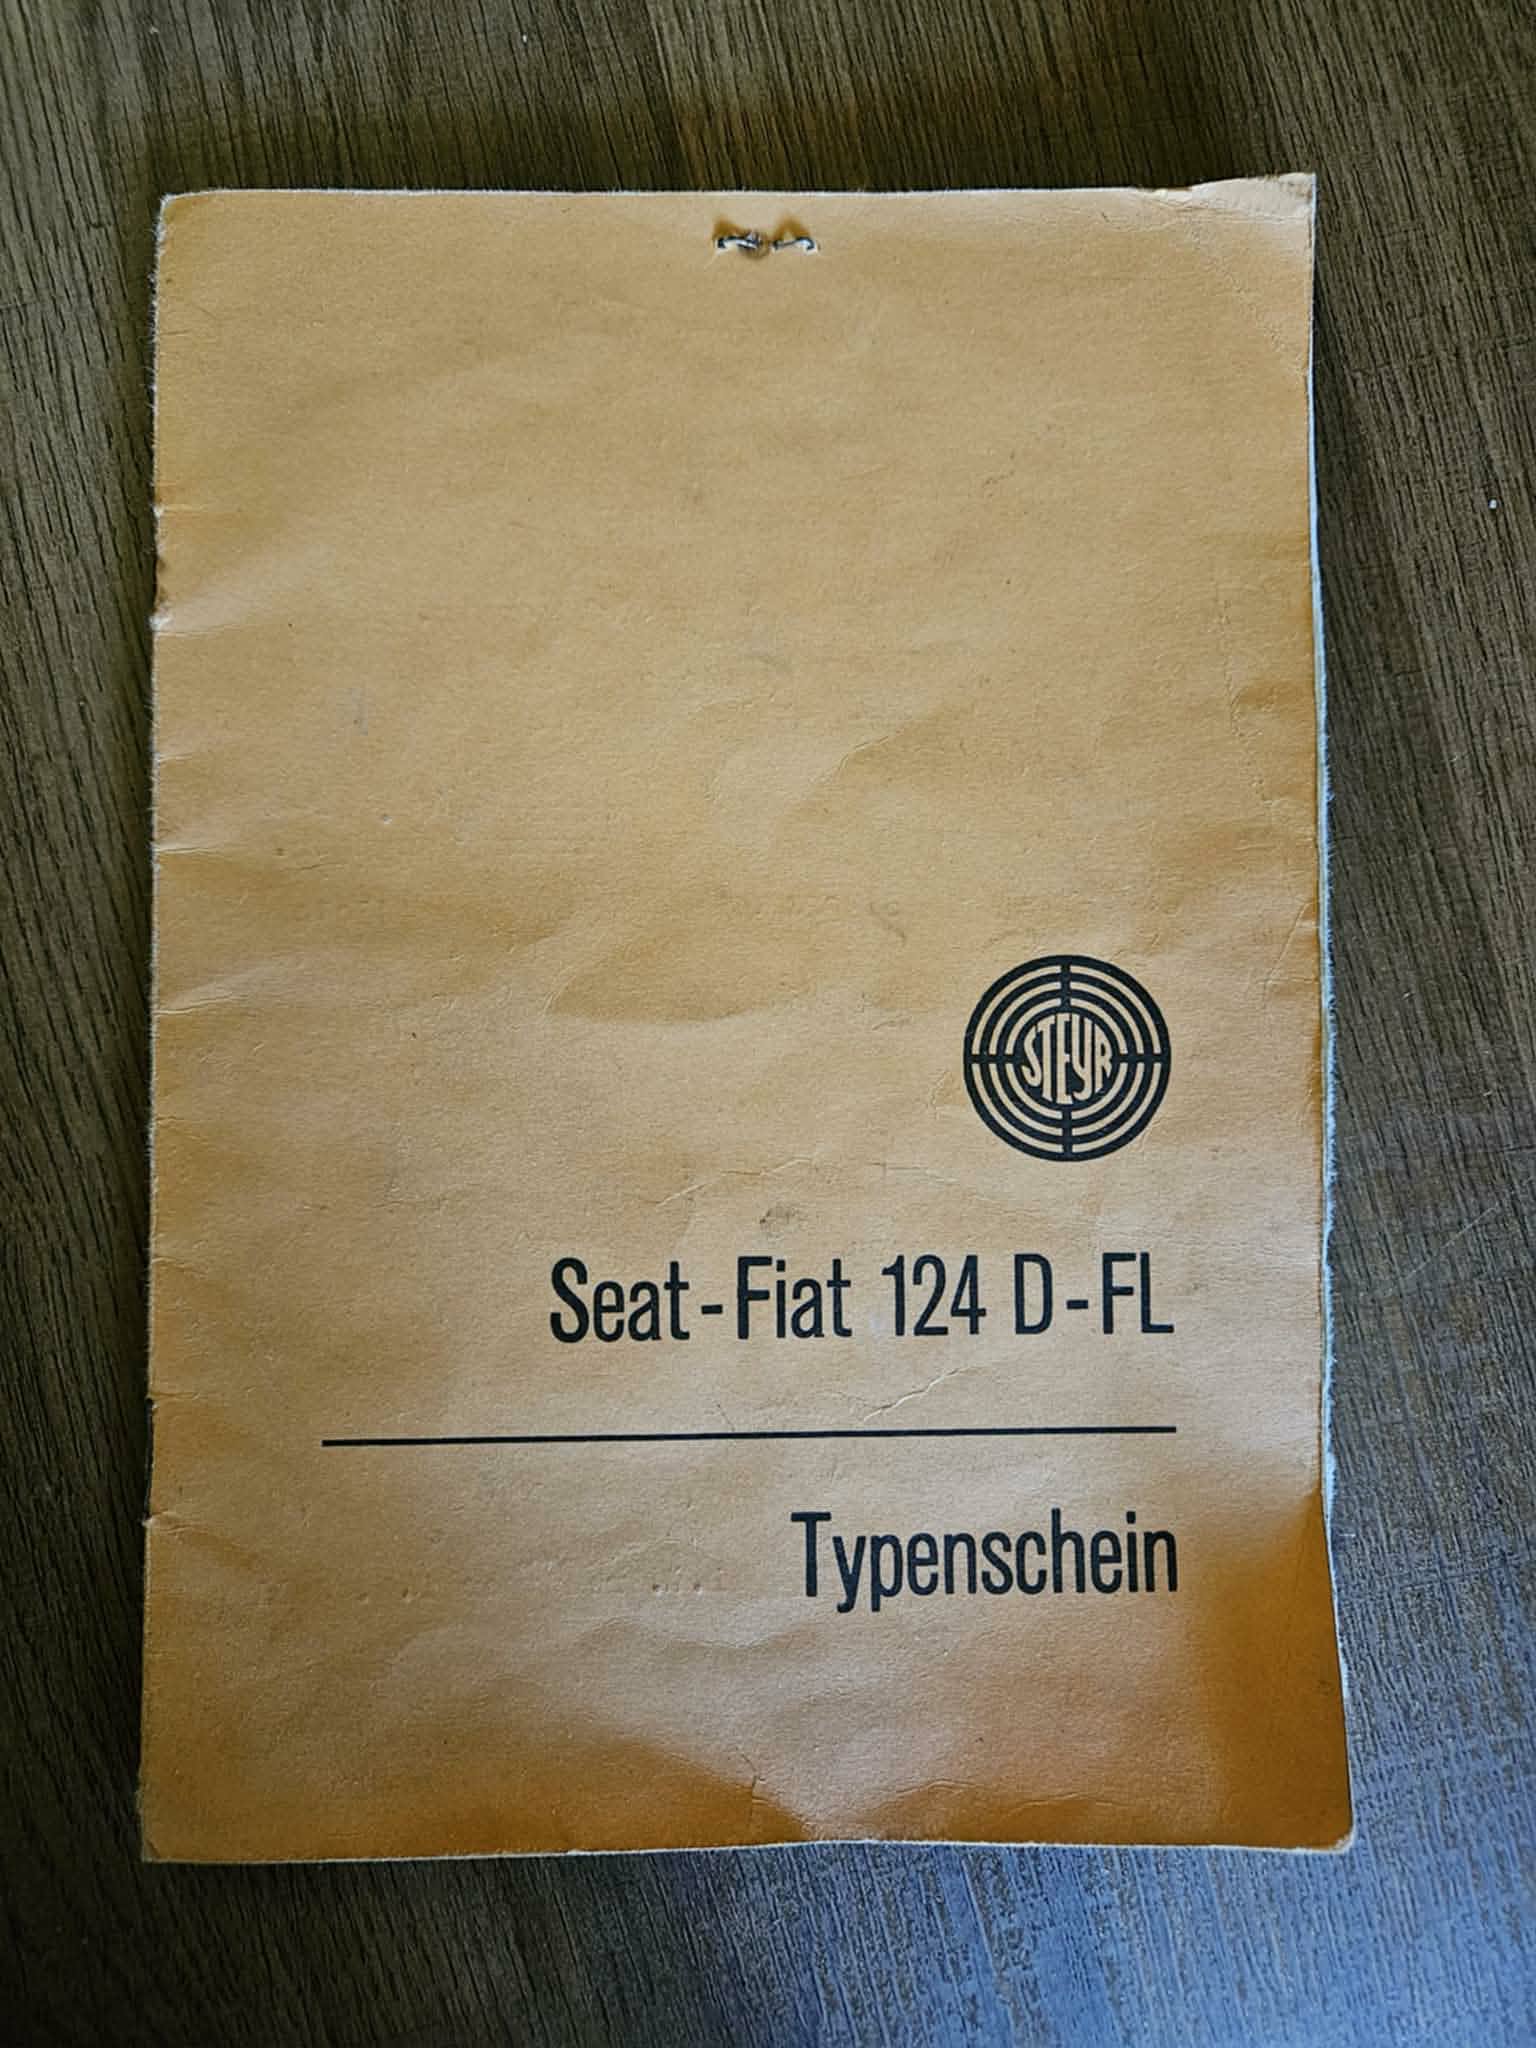 STEYR
Seat-Fiat 124 D-FL
Typenschein